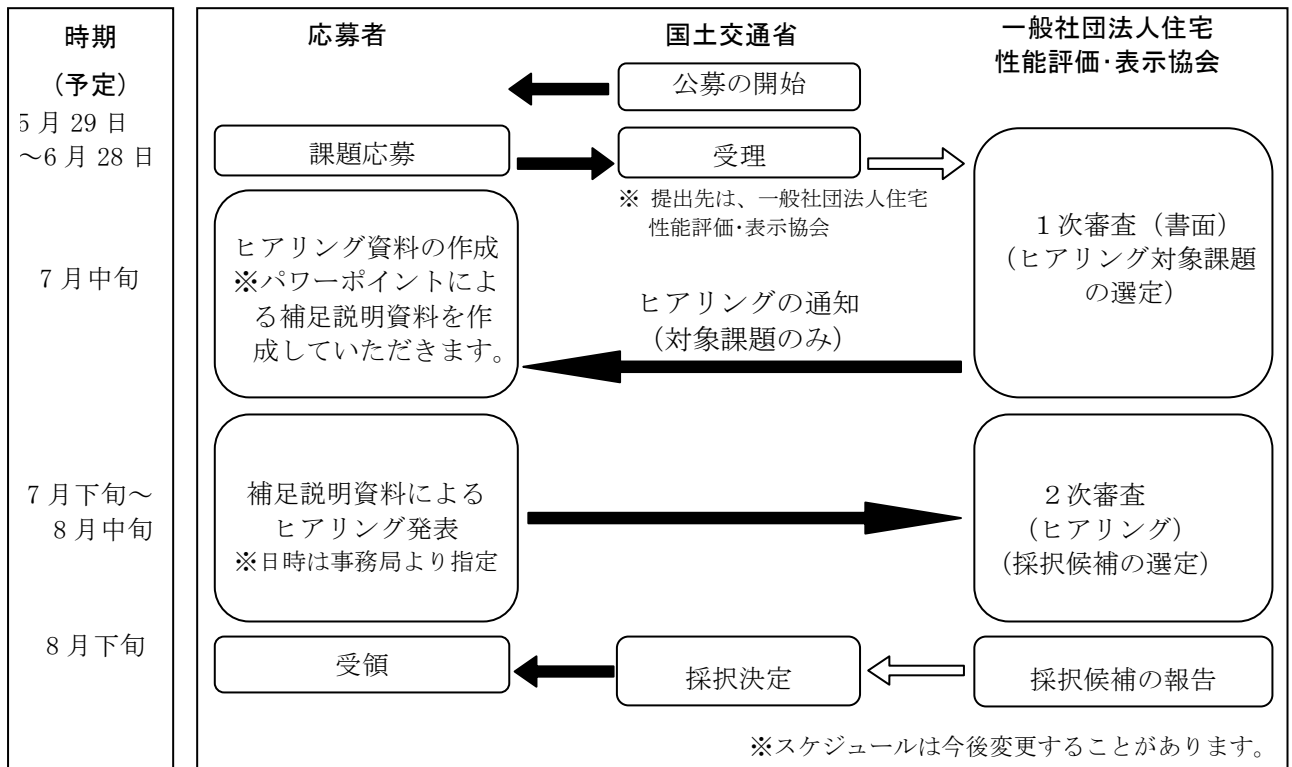 時期
（予定）
5 月 29 日
～6 月 28 日
7 月中旬
7 月下旬～
8 月中旬
8 月下旬
応募者
国土交通省
一般社団法人住宅
性能評価･表示協会
公募の開始
課題応募
受理
※ 提出先は、一般社団法人住宅
性能評価･表示協会
１次審査（書面）
（ヒアリング対象課題
の選定）
ヒアリング資料の作成
※パワーポイントによ
る補足説明資料を作
成していただきます。
ヒアリングの通知
（対象課題のみ）
補足説明資料による
ヒアリング発表
※日時は事務局より指定
２次審査
（ヒアリング）
（採択候補の選定）
受領
採択決定
採択候補の報告
※スケジュールは今後変更することがあります。